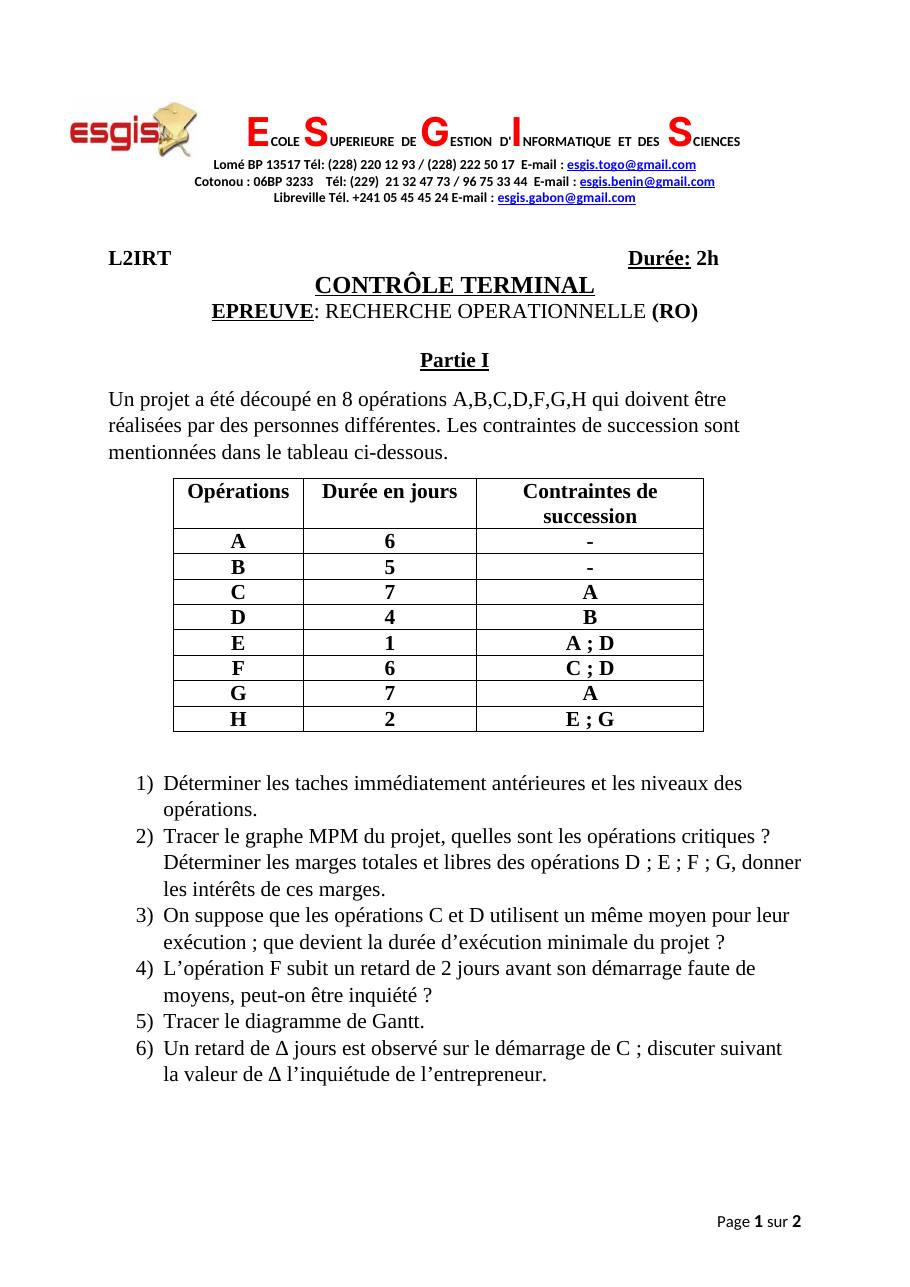 esgis
ECOLE SUPERIEURE DE GESTION D'INFORMATIQUE ET DES SCIENCES
Lomé BP 13517 Tél: (228) 220 12 93 / (228) 222 50 17 E-mail : esgis.togo@gmail.com
Cotonou : 06BP 3233 Tél: (229) 21 32 47 73 / 96 75 33 44 E-mail : esgis.benin@gmail.com
Libreville Tél. +241 05 45 45 24 E-mail : esgis.gabon@gmail.com
L2IRT Durée: 2h
CONTRÔLE TERMINAL
EPREUVE: RECHERCHE OPERATIONNELLE (RO)
Partie I
Un projet a été découpé en 8 opérations A,B,C,D,F,G,H qui doivent être
réalisées par des personnes différentes. Les contraintes de succession sont
mentionnées dans le tableau ci-dessous.
Opérations Durée en jours Contraintes de
succession
A 6 -
B 5 -
C 7 A
D 4 B
E 1 A ; D
F 6 C ; D
G 7 A
H 2 E ; G
1) Déterminer les taches immédiatement antérieures et les niveaux des
opérations.
2) Tracer le graphe MPM du projet, quelles sont les opérations critiques ?
Déterminer les marges totales et libres des opérations D ; E ; F ; G, donner
les intérêts de ces marges.
3) On suppose que les opérations C et D utilisent un même moyen pour leur
exécution ; que devient la durée d’exécution minimale du projet ?
4) L’opération F subit un retard de 2 jours avant son démarrage faute de
moyens, peut-on être inquiété ?
5) Tracer le diagramme de Gantt.
6) Un retard de Δ jours est observé sur le démarrage de C ; discuter suivant
la valeur de Δ l’inquiétude de l’entrepreneur.
Page 1 sur 2